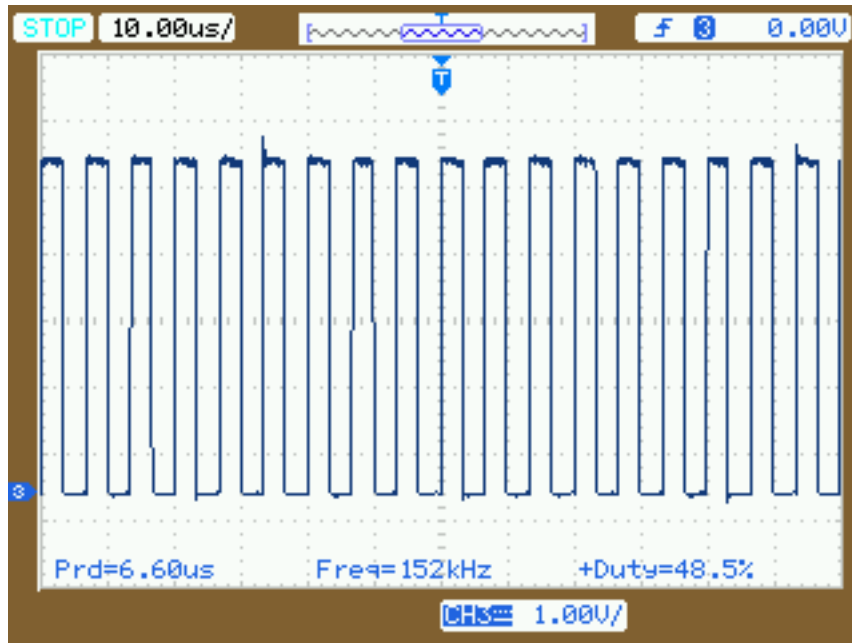 STOP 10.00us/ T 3 0.00V
T
3
Prd=6.60us Freq=152kHz +Duty=48.5%
CH3 1.00V/